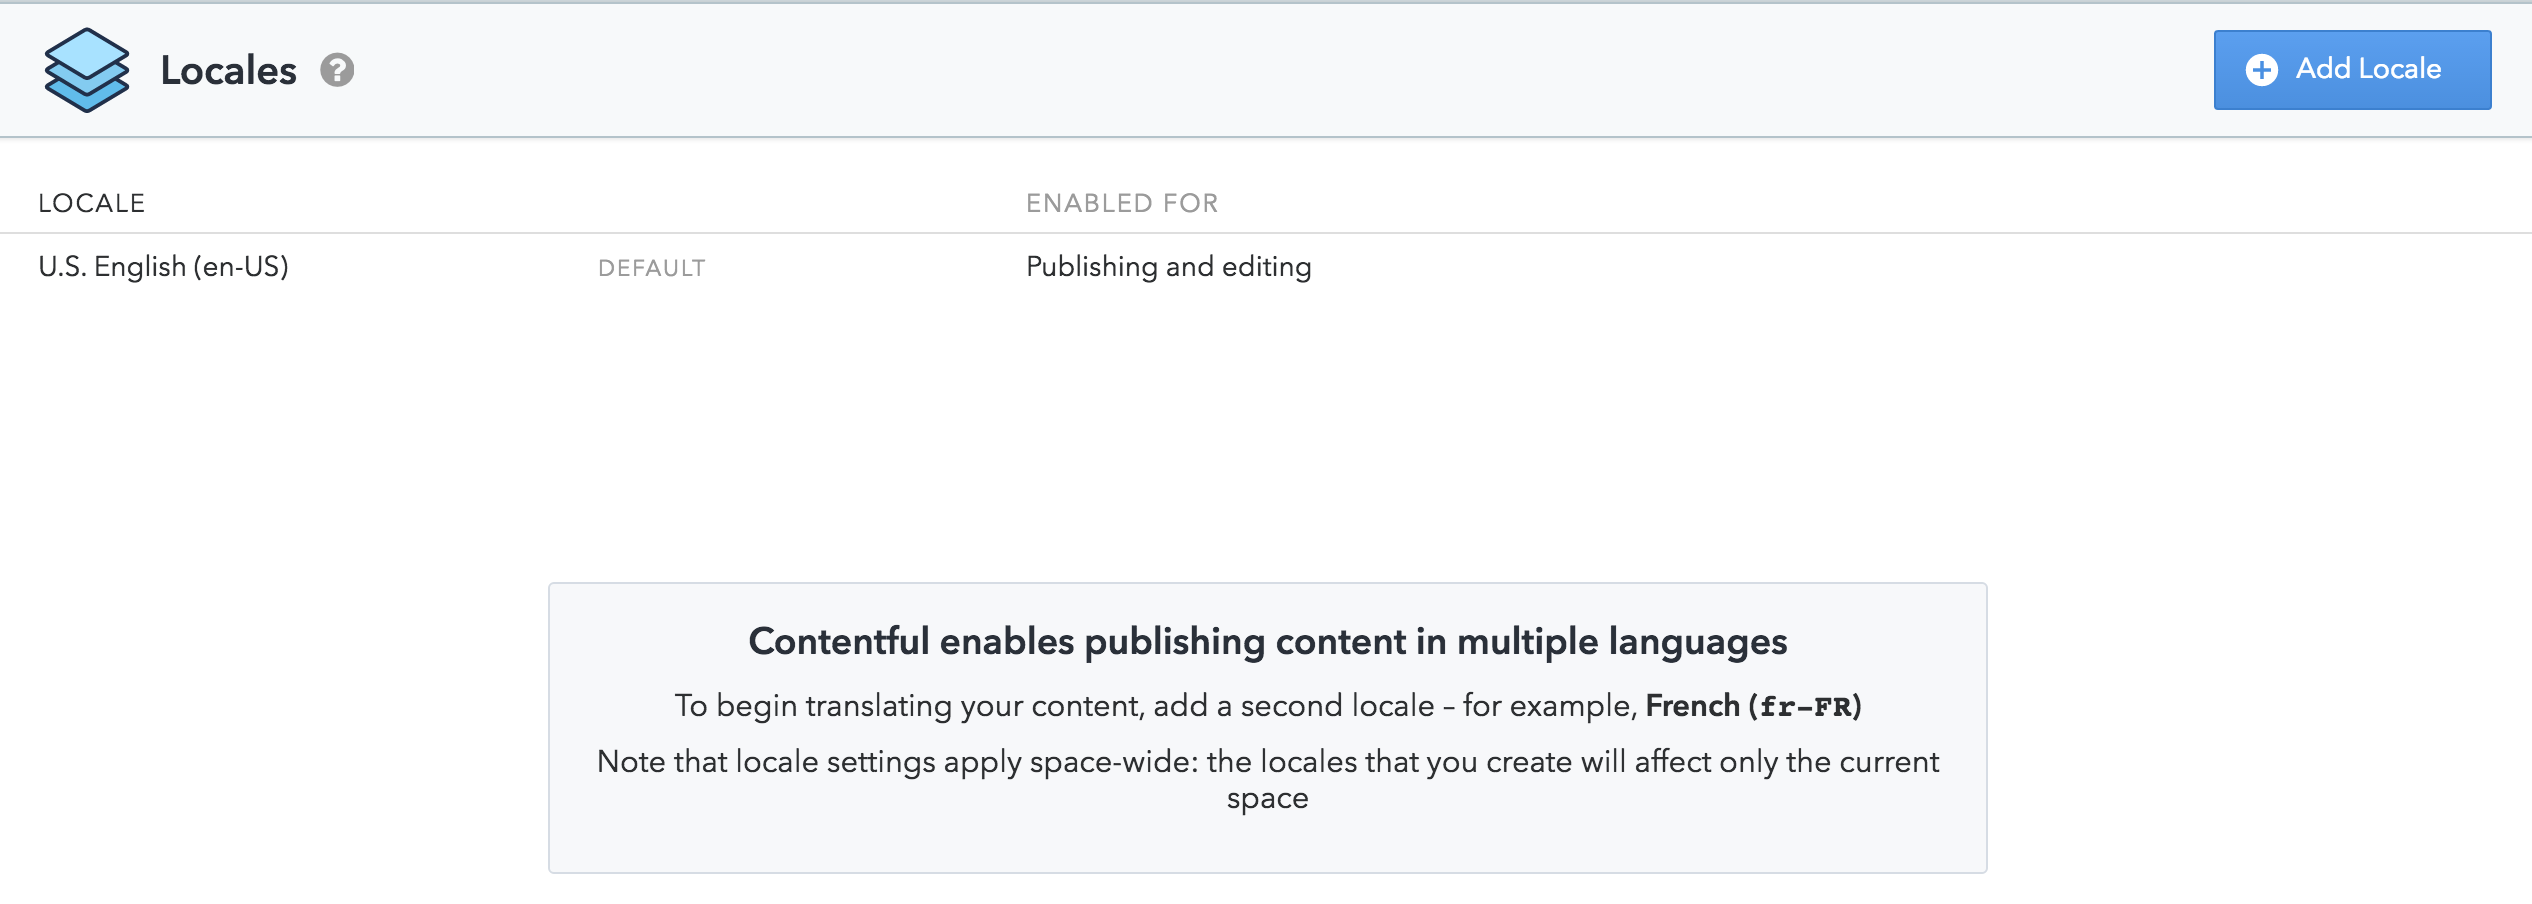 Locales ?
Add Locale
LOCALE ENABLED FOR
U.S. English (en-US) DEFAULT Publishing and editing
Contentful enables publishing content in multiple languages
To begin translating your content, add a second locale – for example, French (fr-FR)
Note that locale settings apply space-wide: the locales that you create will affect only the current
space